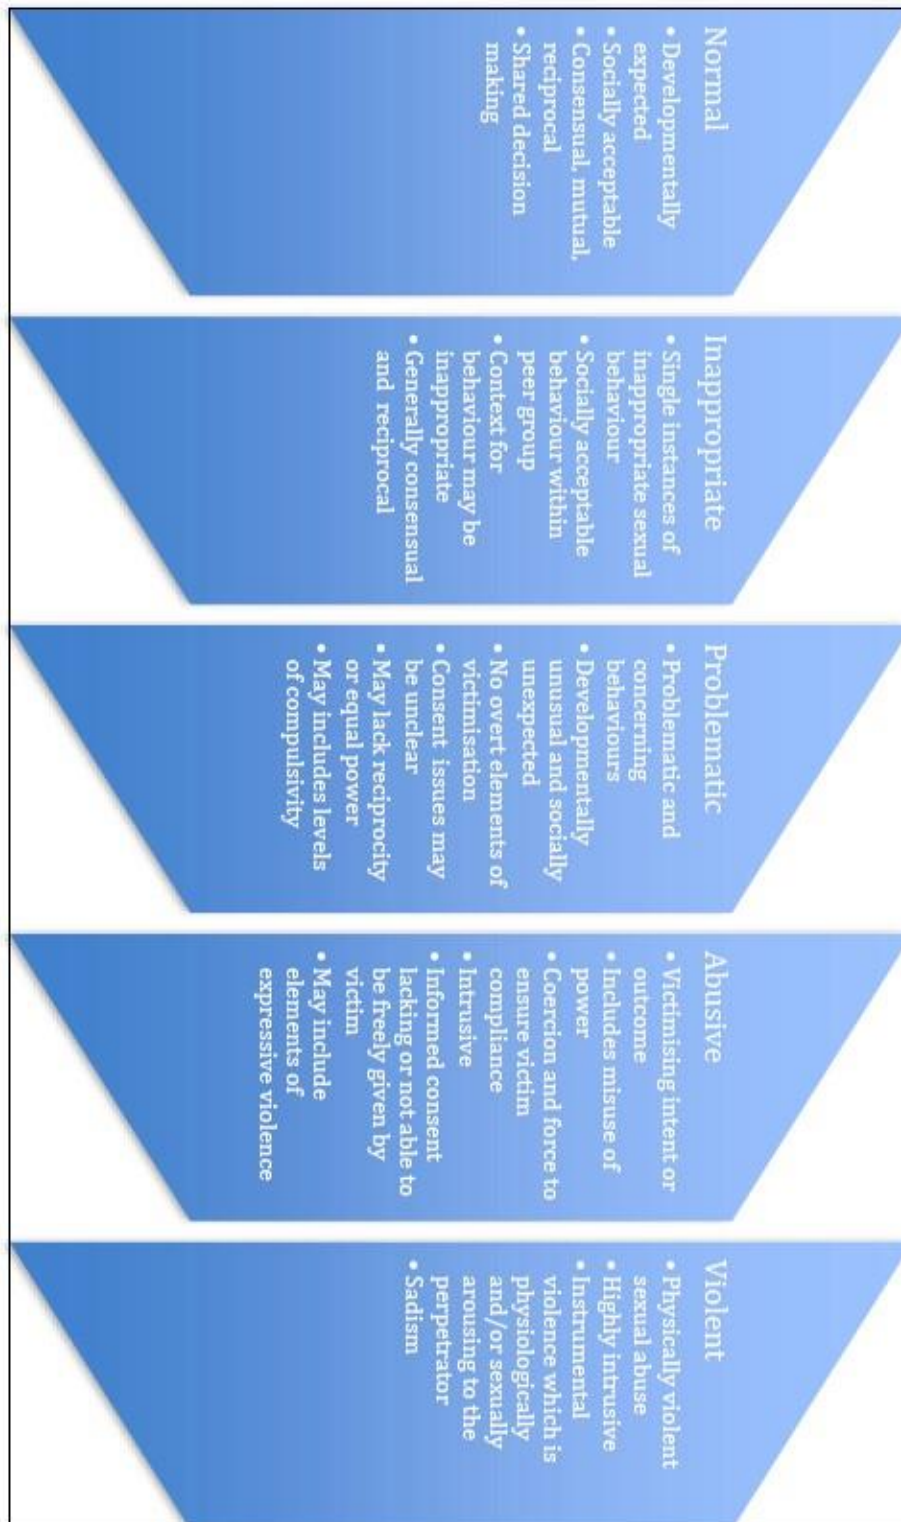 Normal
• Developmentally
expected
• Socially acceptable
• Consensual, mutual,
reciprocal
• Shared decision
making
Inappropriate
• Single instances of
inappropriate sexual
behaviour
• Socially acceptable
behaviour within
peer group
• Context for
behaviour may be
inappropriate
• Generally consensual
and reciprocal
Problematic
• Problematic and
concerning
behaviours
• Developmentally
unusual and socially
unexpected
• No overt elements of
victimisation
• Consent issues may
be unclear
• May lack reciprocity
or equal power
• May includes levels
of compulsivity
Abusive
• Victimising intent or
outcome
• Includes misuse of
power
• Coercion and force to
ensure victim
compliance
• Intrusive
• Informed consent
lacking or not able to
be freely given by
victim
• May include
elements of
expressive violence
Violent
• Physically violent
sexual abuse
• Highly intrusive
• Instrumental
violence which is
physiologically
and/or sexually
arousing to the
perpetrator
• Sadism